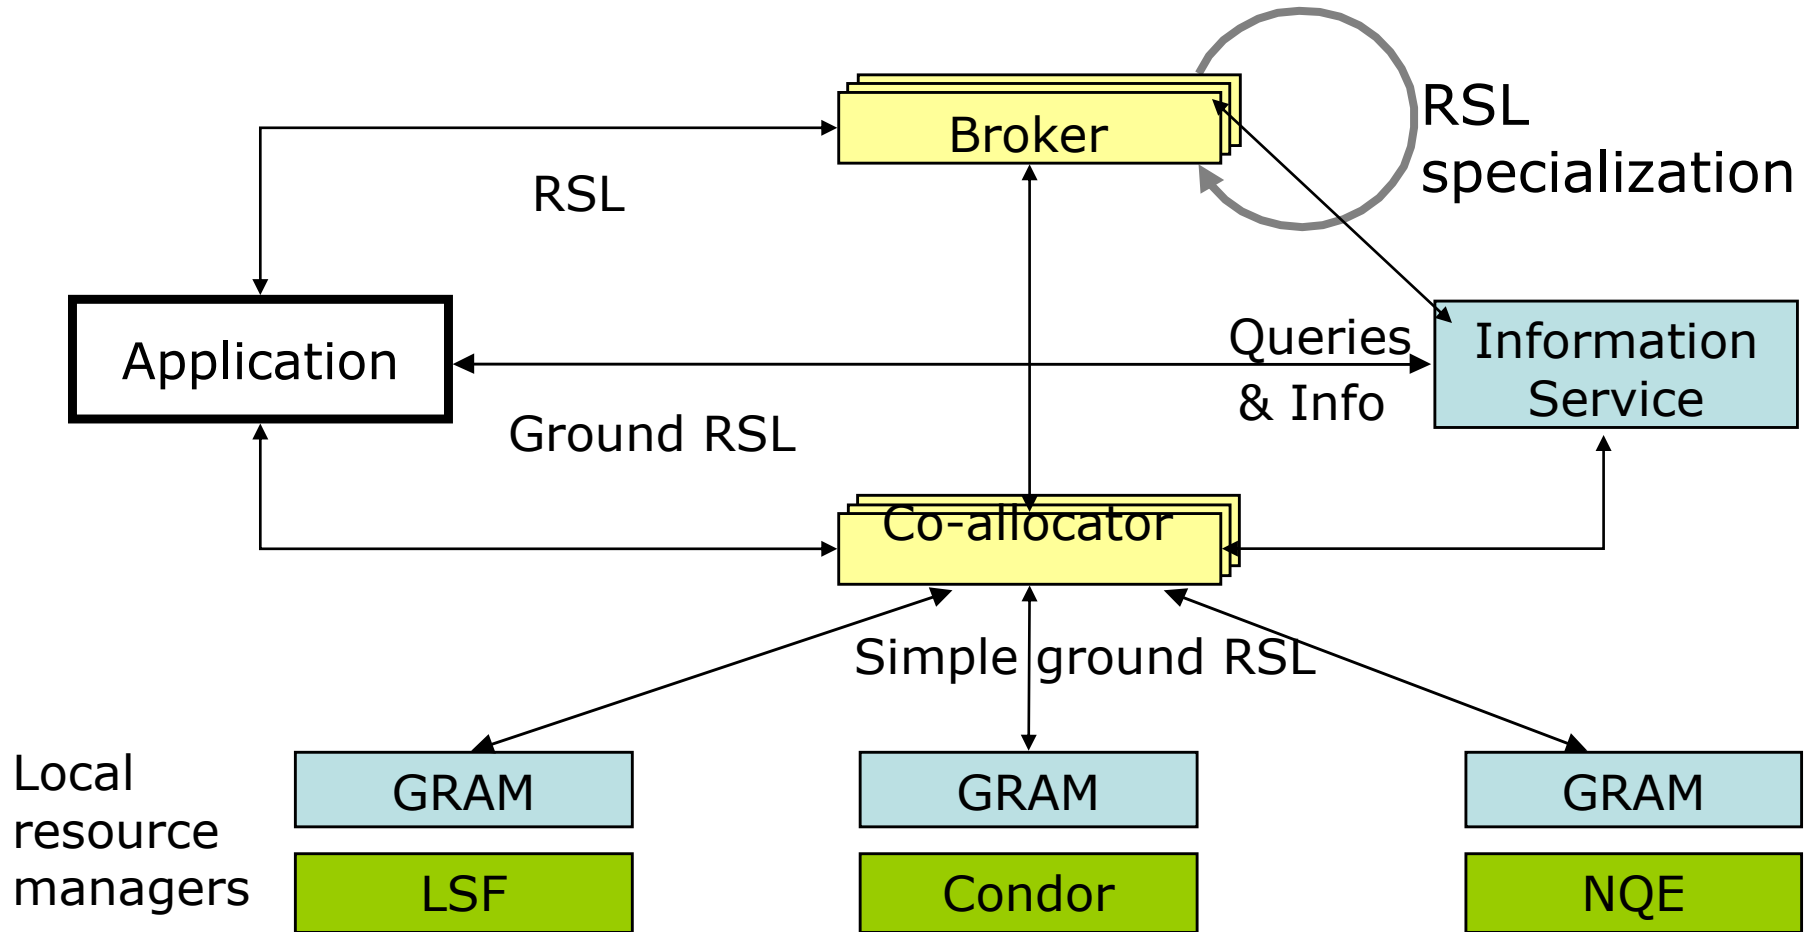 Broker
RSL
specialization
RSL
Application
Queries
& Info
Information
Service
Ground RSL
Co-allocator
Simple ground RSL
Local
resource
managers
GRAM
GRAM
GRAM
LSF
Condor
NQE